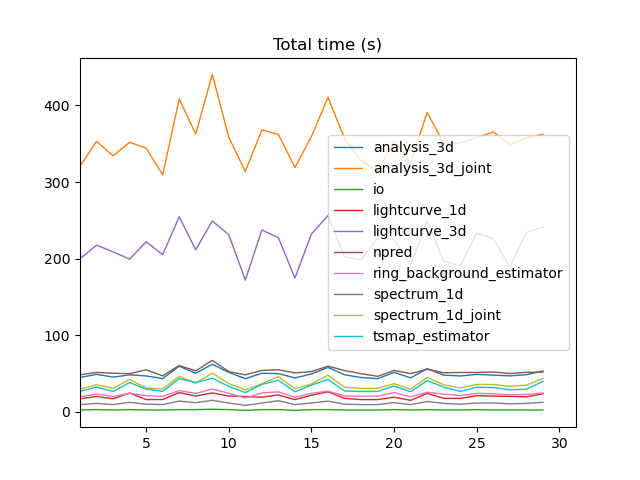 Total time (s)
400
300
200
100
0
analysis_3d
analysis_3d_joint
io
lightcurve_1d
lightcurve_3d
npred
ring_background_estimator
spectrum_1d
spectrum_1d_joint
tsmap_estimator
5 10 15 20 25 30